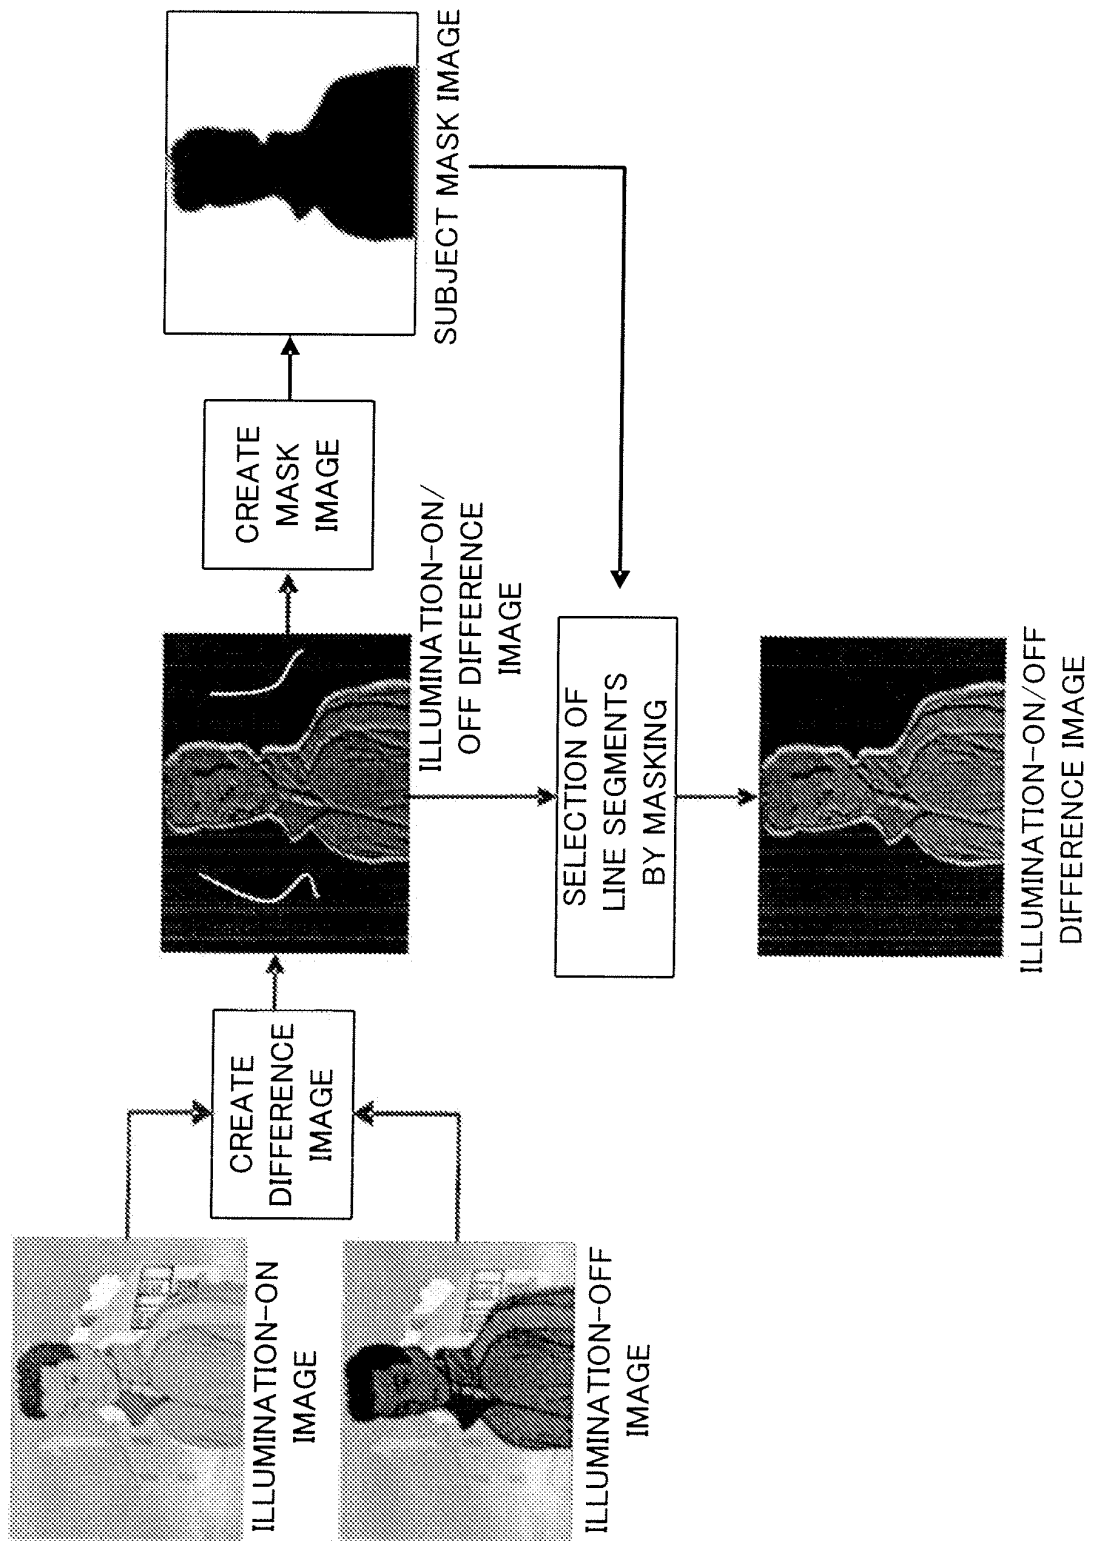 ILLUMINATION-ON
IMAGE
ILLUMINATION-OFF
IMAGE
CREATE
DIFFERENCE
IMAGE
ILLUMINATION-ON/
OFF DIFFERENCE
IMAGE
CREATE
MASK
IMAGE
SUBJECT MASK IMAGE
SELECTION OF
LINE SEGMENTS
BY MASKING
ILLUMINATION-ON/OFF
DIFFERENCE IMAGE